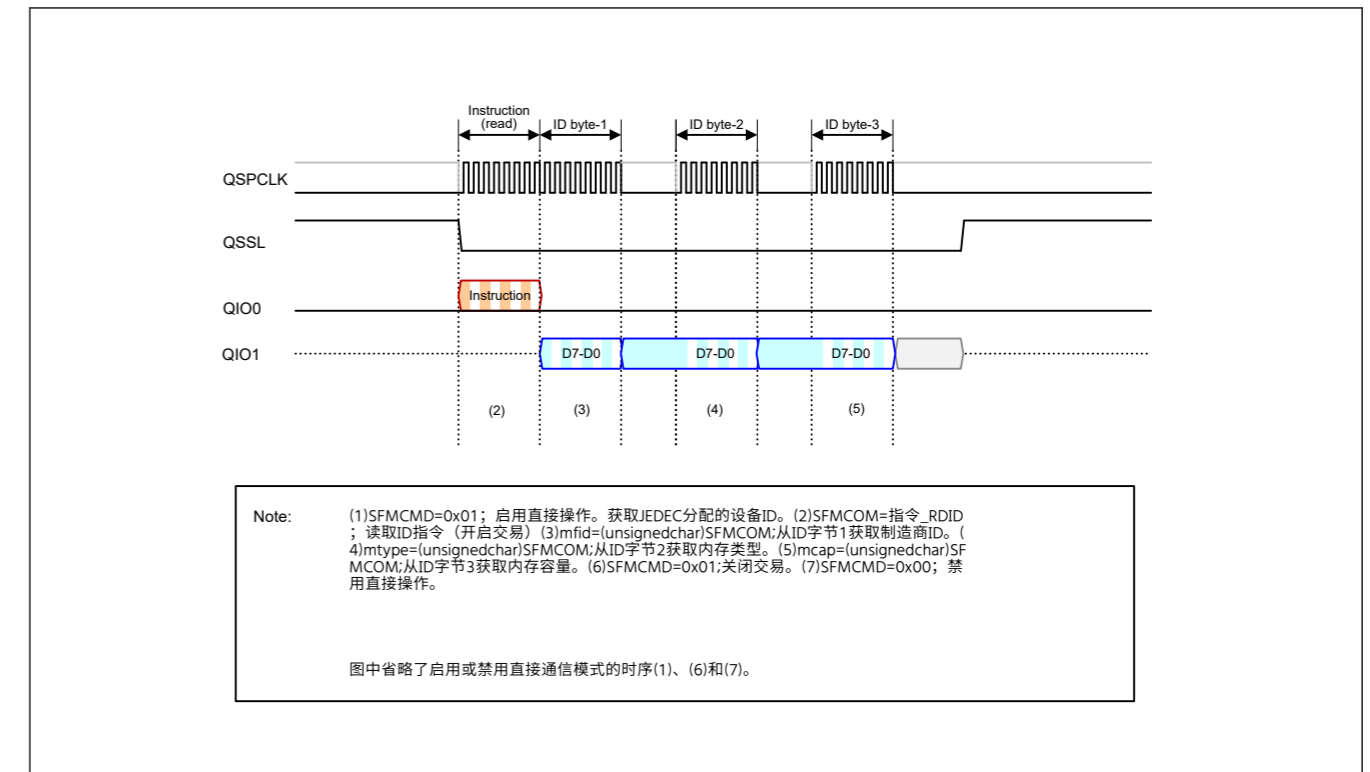 Instruction
(read)
ID byte-1
ID byte-2
ID byte-3
QSPCLK
QSSL
QIO0
Instruction
QIO1
D7-D0
D7-D0
D7-D0
(2)
(3)
(4)
(5)
Note:
(1)SFMCMD=0x01；启用直接操作。获取JEDEC分配的设备ID。(2)SFMCOM=指令_RDID
；读取ID指令（开启交易）(3)mfid=(unsignedchar)SFMCOM;从ID字节1获取制造商ID。(
4)mtype=(unsignedchar)SFMCOM;从ID字节2获取内存类型。(5)mcap=(unsignedchar)SF
MCOM;从ID字节3获取内存容量。(6)SFMCMD=0x01;关闭交易。(7)SFMCMD=0x00；禁
用直接操作。
图中省略了启用或禁用直接通信模式的时序(1)、(6)和(7)。